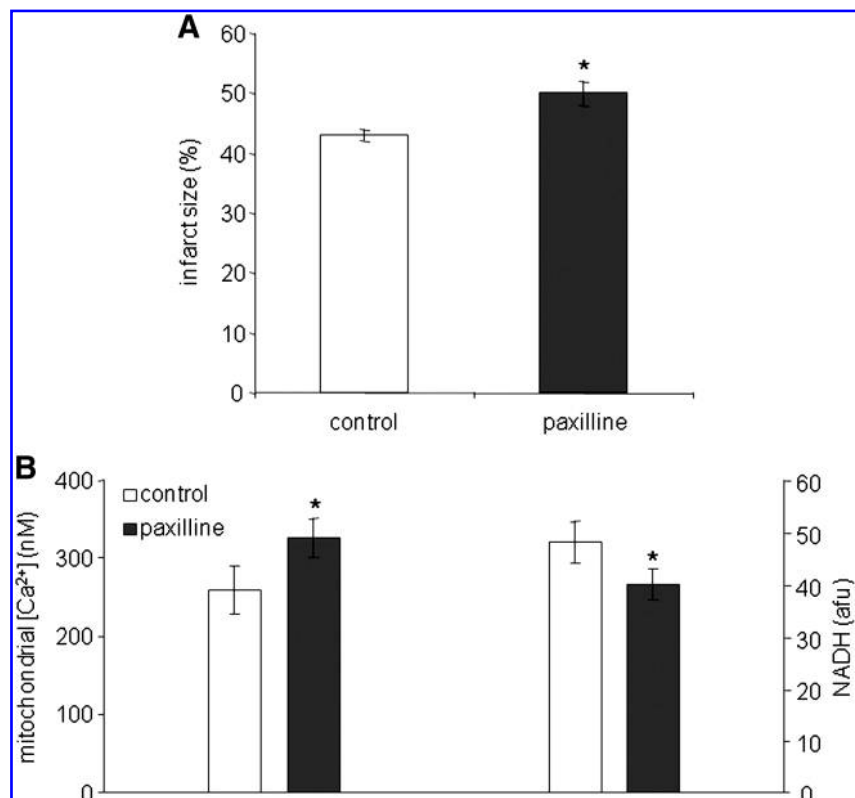 A
infarct size (%)
60
50
40
30
20
10
0
*
control
paxilline
B
mitochondrial [Ca²⁺] (nM)
400
300
200
100
0
control
paxilline
*
*
60
50
40
30
20
10
0
NADH (afu)